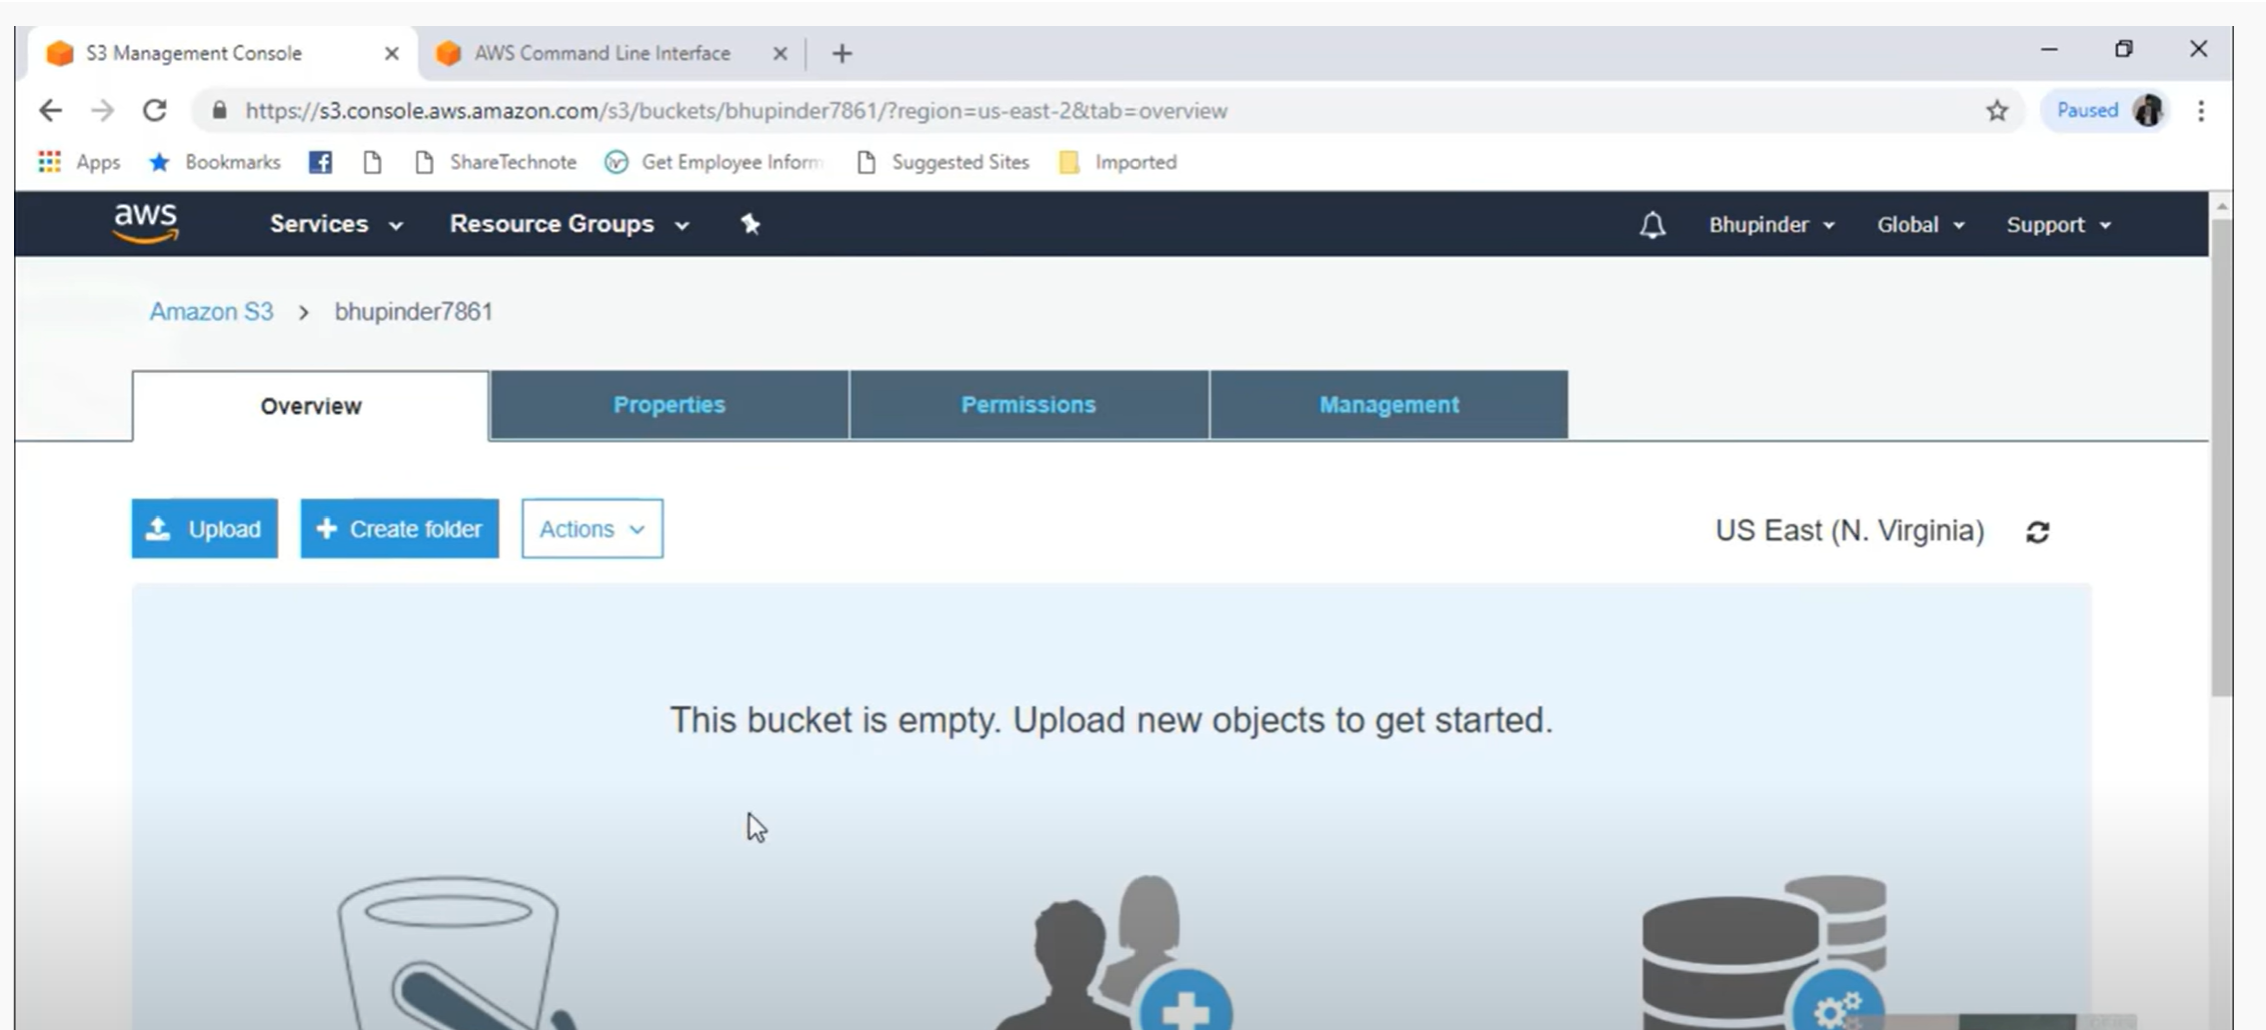 S3 Management Console AWS Command Line Interface
https://s3.console.aws.amazon.com/s3/buckets/bhupinder7861/?region=us-east-2&tab=overview Paused
Apps Bookmarks ShareTechnote Get Employee Inform Suggested Sites Imported
aws Services Resource Groups Bhupinder Global Support
Amazon S3 > bhupinder7861
Overview Properties Permissions Management
Upload Create folder Actions US East (N. Virginia)
This bucket is empty. Upload new objects to get started.